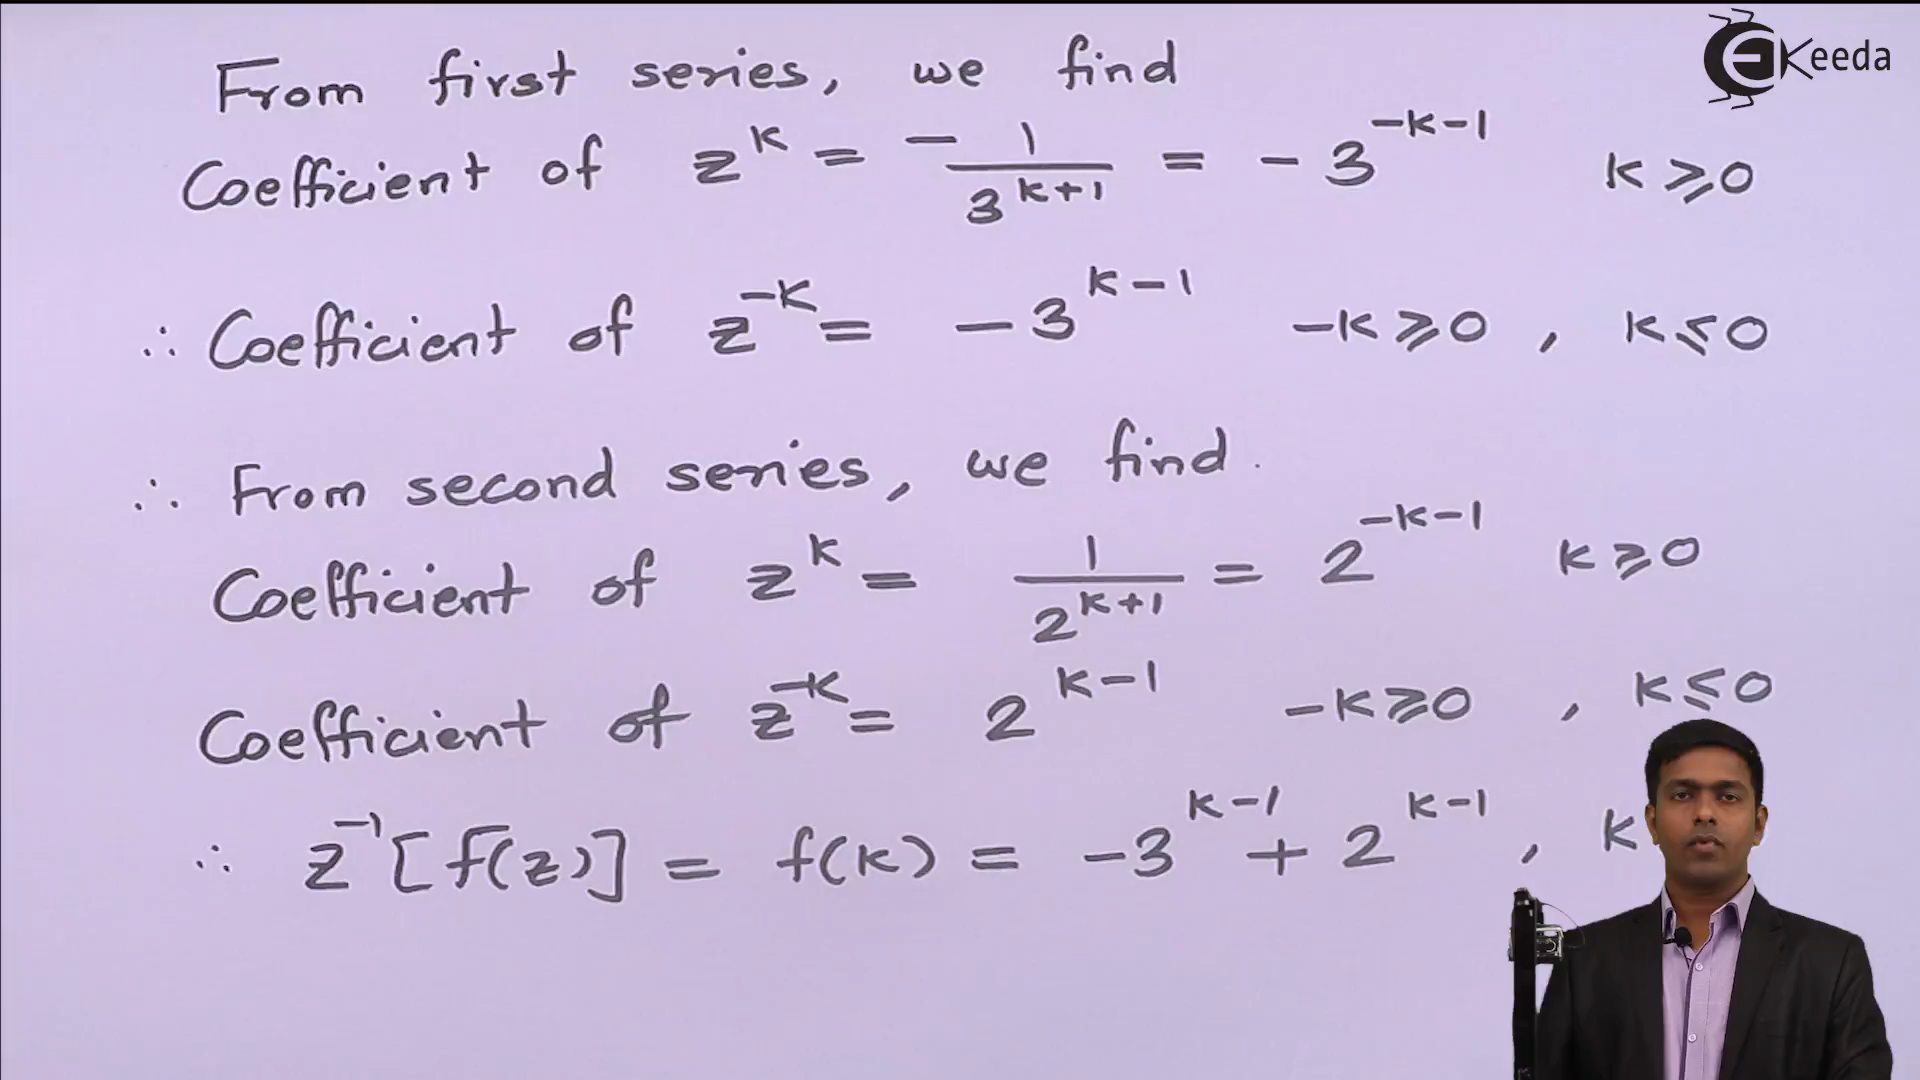 EKeeda
From first series, we find
Coefficient of z^k = - 1/3^(k+1) = - 3^(-k-1) k ≥ 0
∴ Coefficient of z^(-k) = - 3^(k-1) -k ≥ 0 , k ≤ 0
∴ From second series, we find.
Coefficient of z^k = 1/2^(k+1) = 2^(-k-1) k ≥ 0
Coefficient of z^(-k) = 2^(k-1) -k ≥ 0 , k ≤ 0
∴ z^(-1)[f(z)] = f(k) = -3^(k-1) + 2^(k-1) , k